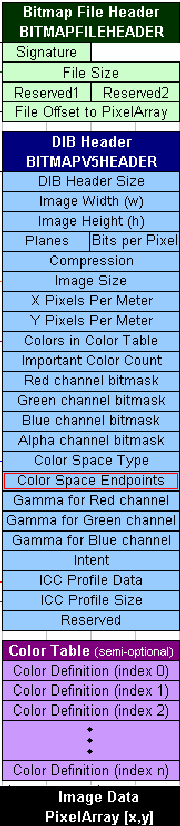 Bitmap File Header
BITMAPFILEHEADER
Signature
File Size
Reserved1 Reserved2
File Offset to PixelArray
DIB Header
BITMAPV5HEADER
DIB Header Size
Image Width (w)
Image Height (h)
Planes Bits per Pixel
Compression
Image Size
X Pixels Per Meter
Y Pixels Per Meter
Colors in Color Table
Important Color Count
Red channel bitmask
Green channel bitmask
Blue channel bitmask
Alpha channel bitmask
Color Space Type
Color Space Endpoints
Gamma for Red channel
Gamma for Green channel
Gamma for Blue channel
Intent
ICC Profile Data
ICC Profile Size
Reserved
Color Table (semi-optional)
Color Definition (index 0)
Color Definition (index 1)
Color Definition (index 2)
Color Definition (index n)
Image Data
PixelArray [x,y]